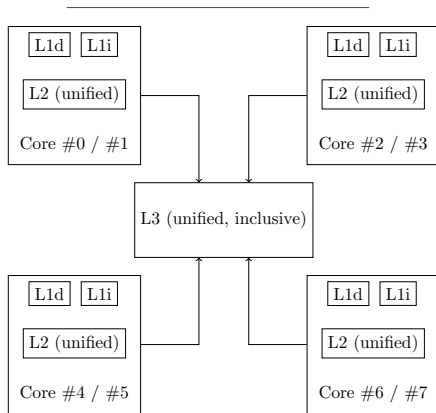 L1d L1i
L2 (unified)
Core #0 / #1
L1d L1i
L2 (unified)
Core #2 / #3
L3 (unified, inclusive)
L1d L1i
L2 (unified)
Core #4 / #5
L1d L1i
L2 (unified)
Core #6 / #7